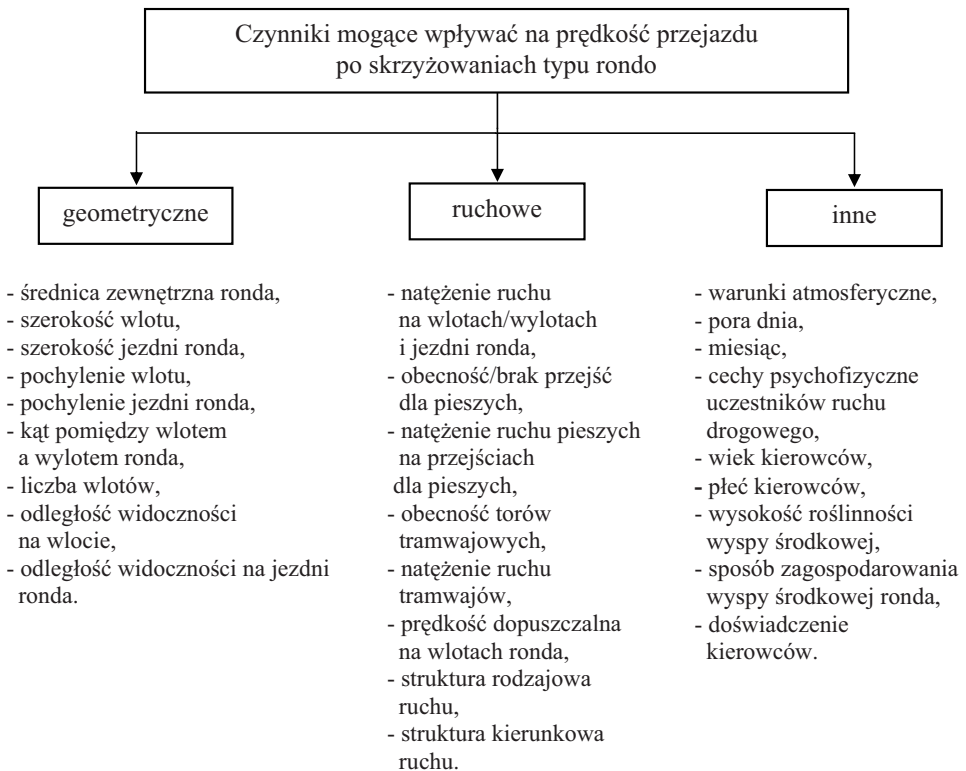 Czynniki mogące wpływać na prędkość przejazdu
po skrzyżowaniach typu rondo
geometryczne
- średnica zewnętrzna ronda,
- szerokość wlotu,
- szerokość jezdni ronda,
- pochylenie wlotu,
- pochylenie jezdni ronda,
- kąt pomiędzy wlotem
a wylotem ronda,
- liczba wlotów,
- odległość widoczności
na wlocie,
- odległość widoczności na jezdni
ronda.
ruchowe
- natężenie ruchu
na wlotach/wylotach
i jezdni ronda,
- obecność/brak przejść
dla pieszych,
- natężenie ruchu pieszych
na przejściach
dla pieszych,
- obecność torów
tramwajowych,
- natężenie ruchu
tramwajów,
- prędkość dopuszczalna
na wlotach ronda,
- struktura rodzajowa
ruchu,
- struktura kierunkowa
ruchu.
inne
- warunki atmosferyczne,
- pora dnia,
- miesiąc,
- cechy psychofizyczne
uczestników ruchu
drogowego,
- wiek kierowców,
- płeć kierowców,
- wysokość roślinności
wyspy środkowej,
- sposób zagospodarowania
wyspy środkowej ronda,
- doświadczenie
kierowców.